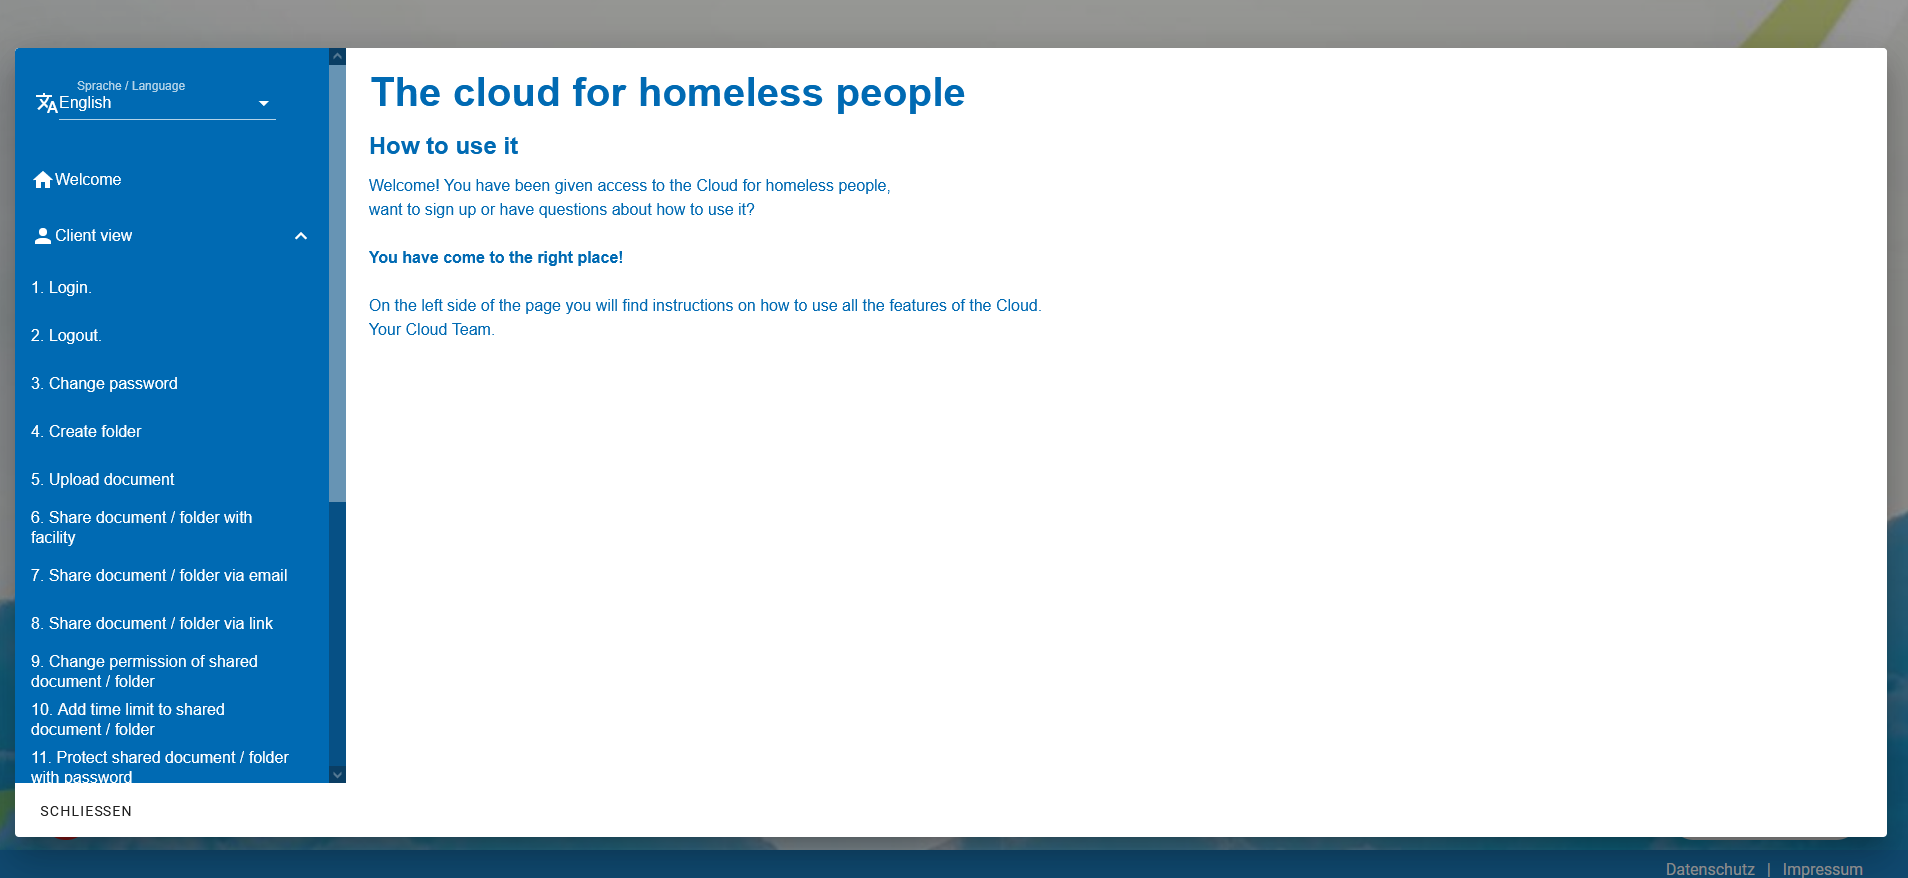 Sprache / Language
English
Welcome
Client view
1. Login.
2. Logout.
3. Change password
4. Create folder
5. Upload document
6. Share document / folder with
facility
7. Share document / folder via email
8. Share document / folder via link
9. Change permission of shared
document / folder
10. Add time limit to shared
document / folder
11. Protect shared document / folder
with password
The cloud for homeless people
How to use it
Welcome! You have been given access to the Cloud for homeless people,
want to sign up or have questions about how to use it?
You have come to the right place!
On the left side of the page you will find instructions on how to use all the features of the Cloud.
Your Cloud Team.
SCHLIESSEN
Datenschutz | Impressum